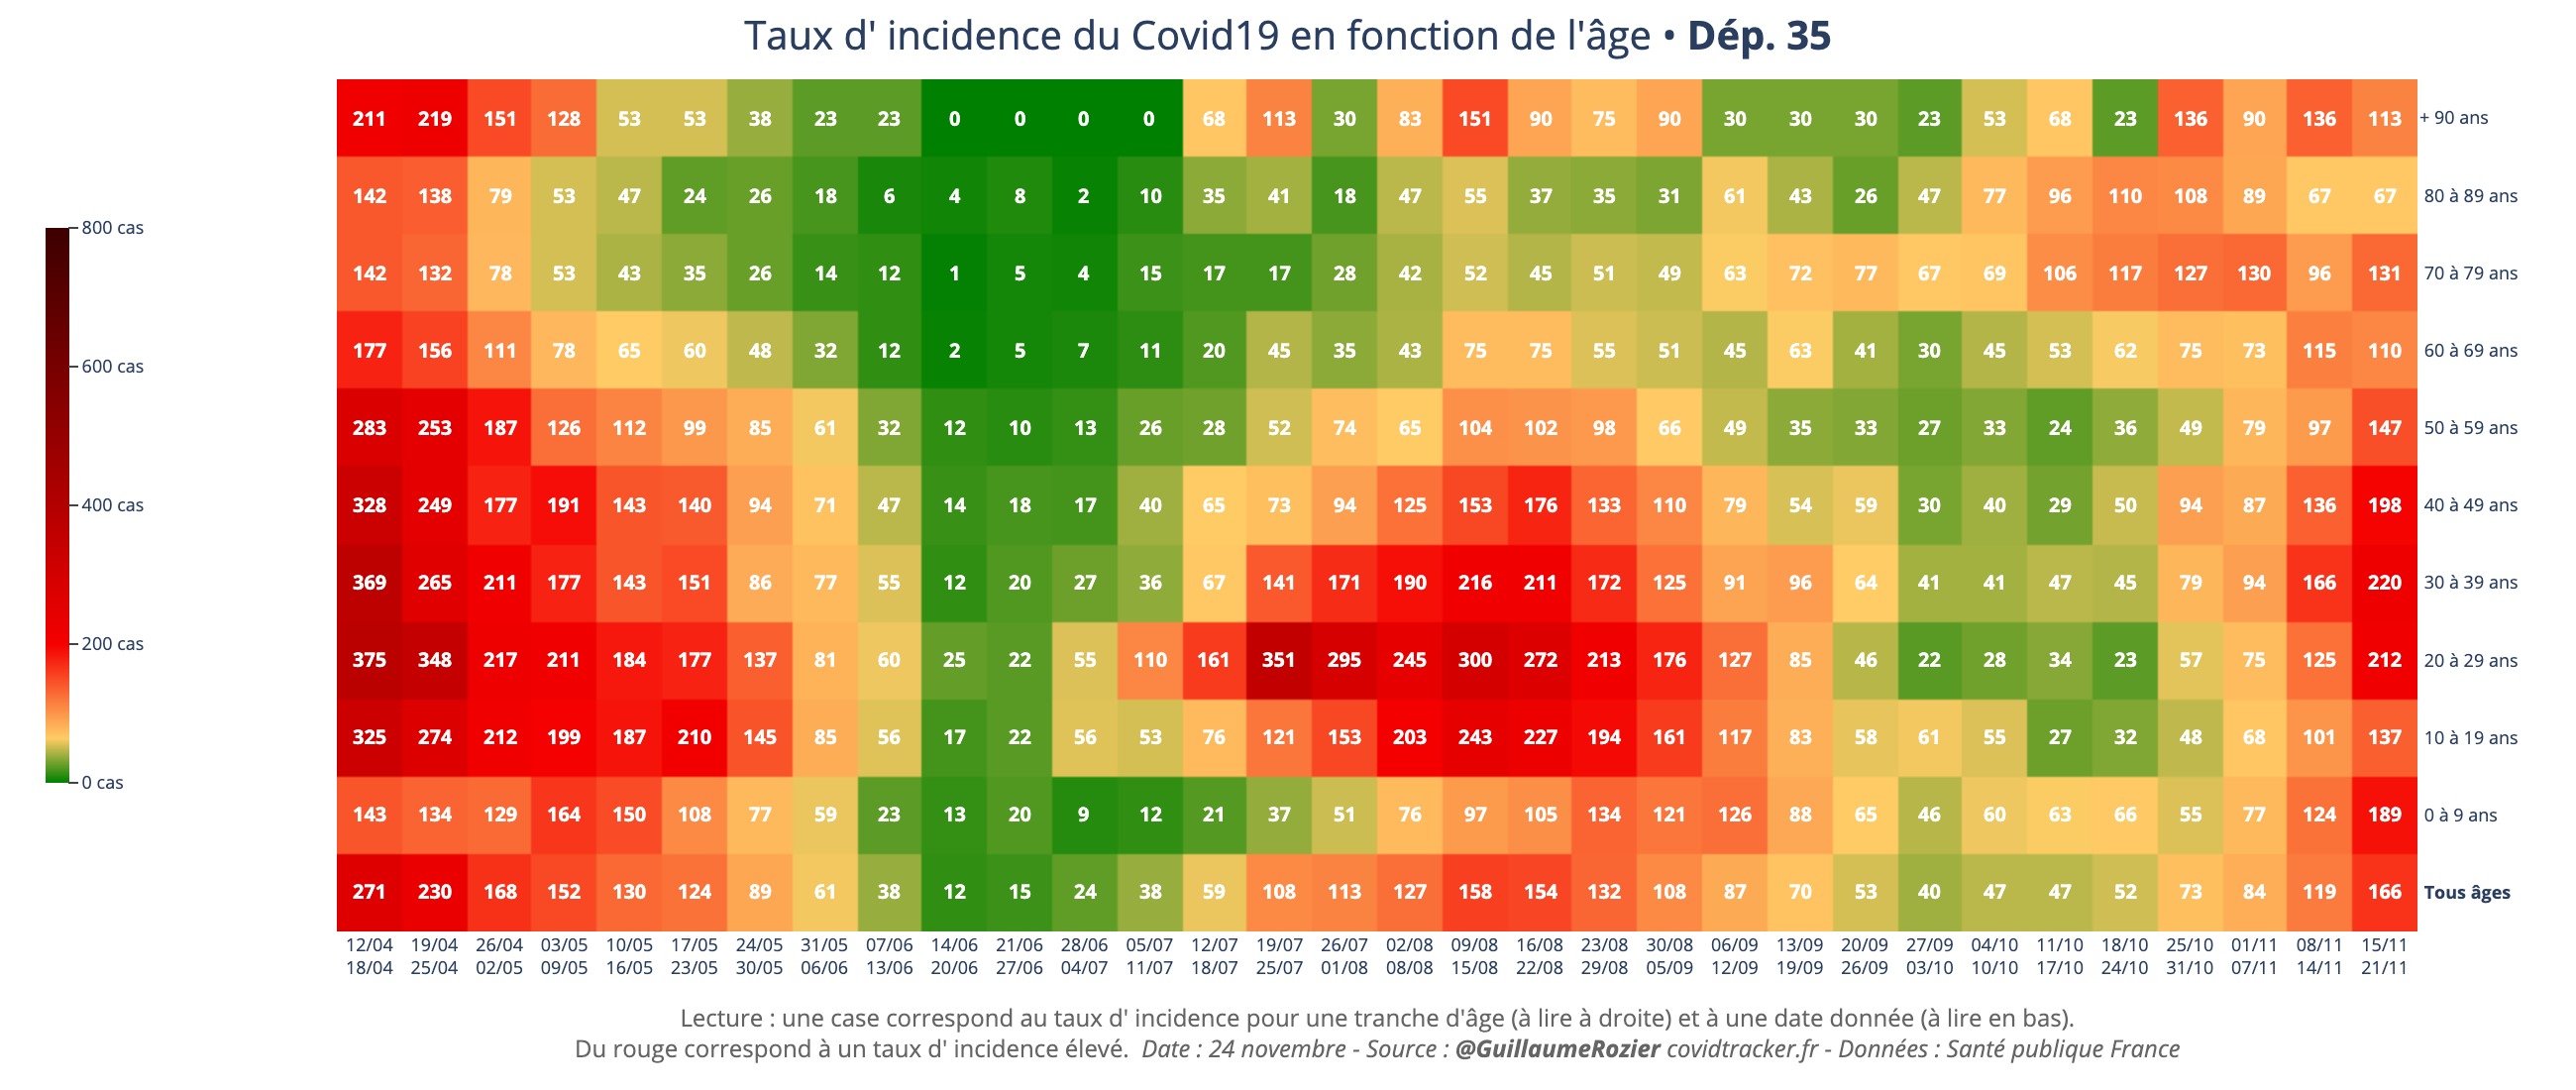 Taux d' incidence du Covid19 en fonction de l'âge • Dép. 35
800 cas
600 cas
400 cas
200 cas
0 cas
211 219 151 128 53 53 38 23 23 0 0 0 0 68 113 30 83 151 90 75 90 30 30 30 23 53 68 23 136 90 136 113 + 90 ans
142 138 79 53 47 24 26 18 6 4 8 2 10 35 41 18 47 55 37 35 31 61 43 26 47 77 96 110 108 89 67 67 80 à 89 ans
142 132 78 53 43 35 26 14 12 1 5 4 15 17 17 28 42 52 45 51 49 63 72 77 67 69 106 117 127 130 96 131 70 à 79 ans
177 156 111 78 65 60 48 32 12 2 5 7 11 20 45 35 43 75 75 55 51 45 63 41 30 45 53 62 75 73 115 110 60 à 69 ans
283 253 187 126 112 99 85 61 32 12 10 13 26 28 52 74 65 104 102 98 66 49 35 33 27 33 24 36 49 79 97 147 50 à 59 ans
328 249 177 191 143 140 94 71 47 14 18 17 40 65 73 94 125 153 176 133 110 79 54 59 30 40 29 50 94 87 136 198 40 à 49 ans
369 265 211 177 143 151 86 77 55 12 20 27 36 67 141 171 190 216 211 172 125 91 96 64 41 41 47 45 79 94 166 220 30 à 39 ans
375 348 217 211 184 177 137 81 60 25 22 55 110 161 351 295 245 300 272 213 176 127 85 46 22 28 34 23 57 75 125 212 20 à 29 ans
325 274 212 199 187 210 145 85 56 17 22 56 53 76 121 153 203 243 227 194 161 117 83 58 61 55 27 32 48 68 101 137 10 à 19 ans
143 134 129 164 150 108 77 59 23 13 20 9 12 21 37 51 76 97 105 134 121 126 88 65 46 60 63 66 55 77 124 189 0 à 9 ans
271 230 168 152 130 124 89 61 38 12 15 24 38 59 108 113 127 158 154 132 108 87 70 53 40 47 47 52 73 84 119 166 Tous âges
12/04 19/04 26/04 03/05 10/05 17/05 24/05 31/05 07/06 14/06 21/06 28/06 05/07 12/07 19/07 26/07 02/08 09/08 16/08 23/08 30/08 06/09 13/09 20/09 27/09 04/10 11/10 18/10 25/10 01/11 08/11 15/11
18/04 25/04 02/05 09/05 16/05 23/05 30/05 06/06 13/06 20/06 27/06 04/07 11/07 18/07 25/07 01/08 08/08 15/08 22/08 29/08 05/09 12/09 19/09 26/09 03/10 10/10 17/10 24/10 31/10 07/11 14/11 21/11
Lecture : une case correspond au taux d' incidence pour une tranche d'âge (à lire à droite) et à une date donnée (à lire en bas).
Du rouge correspond à un taux d' incidence élevé. Date : 24 novembre - Source : @GuillaumeRozier covidtracker.fr - Données : Santé publique France